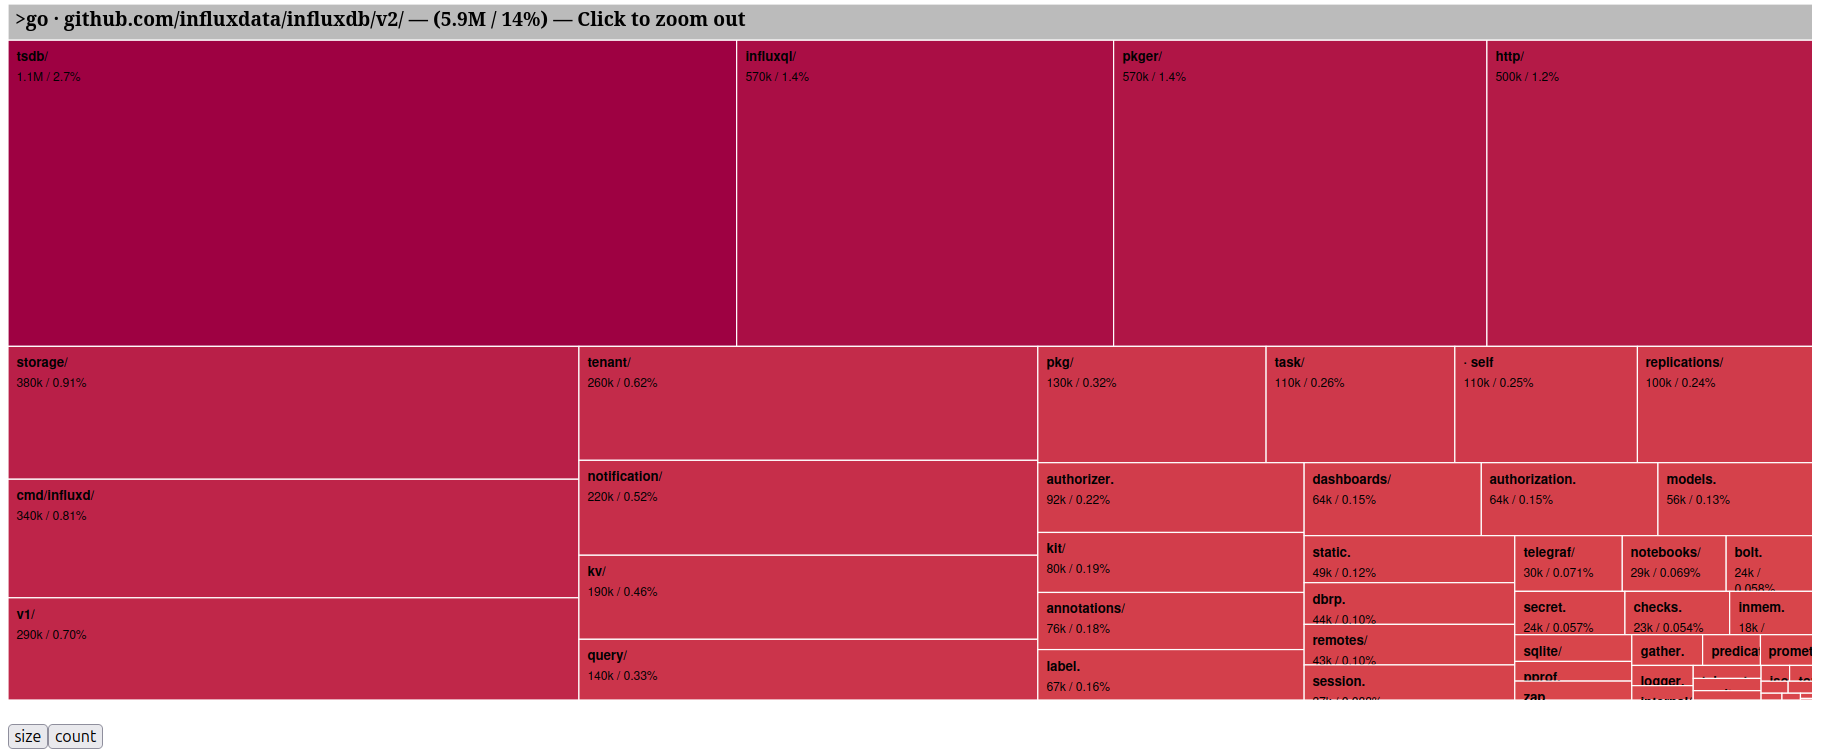 >go · github.com/influxdata/influxdb/v2/ — (5.9M / 14%) — Click to zoom out
tsdb/
1.1M / 2.7%
influxql/
570k / 1.4%
pkger/
570k / 1.4%
http/
500k / 1.2%
storage/
380k / 0.91%
cmd/influxd/
340k / 0.81%
v1/
290k / 0.70%
tenant/
260k / 0.62%
notification/
220k / 0.52%
kv/
190k / 0.46%
query/
140k / 0.33%
pkg/
130k / 0.32%
task/
110k / 0.26%
· self
110k / 0.25%
replications/
100k / 0.24%
authorizer.
92k / 0.22%
kit/
80k / 0.19%
annotations/
76k / 0.18%
label.
67k / 0.16%
dashboards/
64k / 0.15%
authorization.
64k / 0.15%
models.
56k / 0.13%
static.
49k / 0.12%
dbrp.
44k / 0.10%
remotes/
43k / 0.10%
session.
telegraf/
30k / 0.071%
notebooks/
29k / 0.069%
bolt.
24k /
0.058%
secret.
24k / 0.057%
checks.
23k / 0.054%
inmem.
18k /
sqlite/
pprof.
zap
gather.
logger.
internal/
predica
promet
size
count